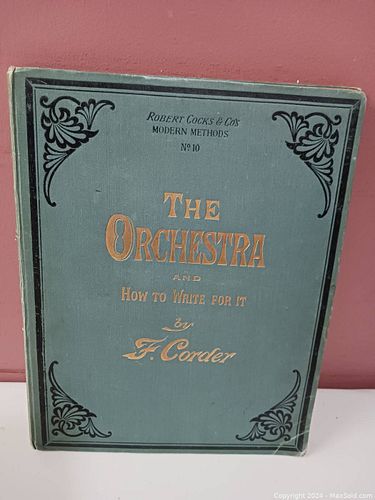 ROBERT COCKS & CO'S
MODERN METHODS
No 10
THE
ORCHESTRA
AND
HOW TO WRITE FOR IT
by
F. Corder
Copyright 2024 - MaxSold.com